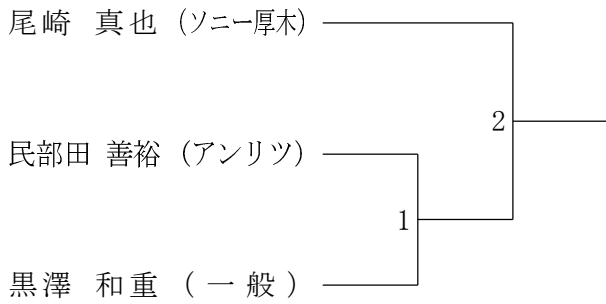 尾崎 真也 (ソニー厚木)
2
民部田 善裕 (アンリツ)
1
黒澤 和重 (一般)